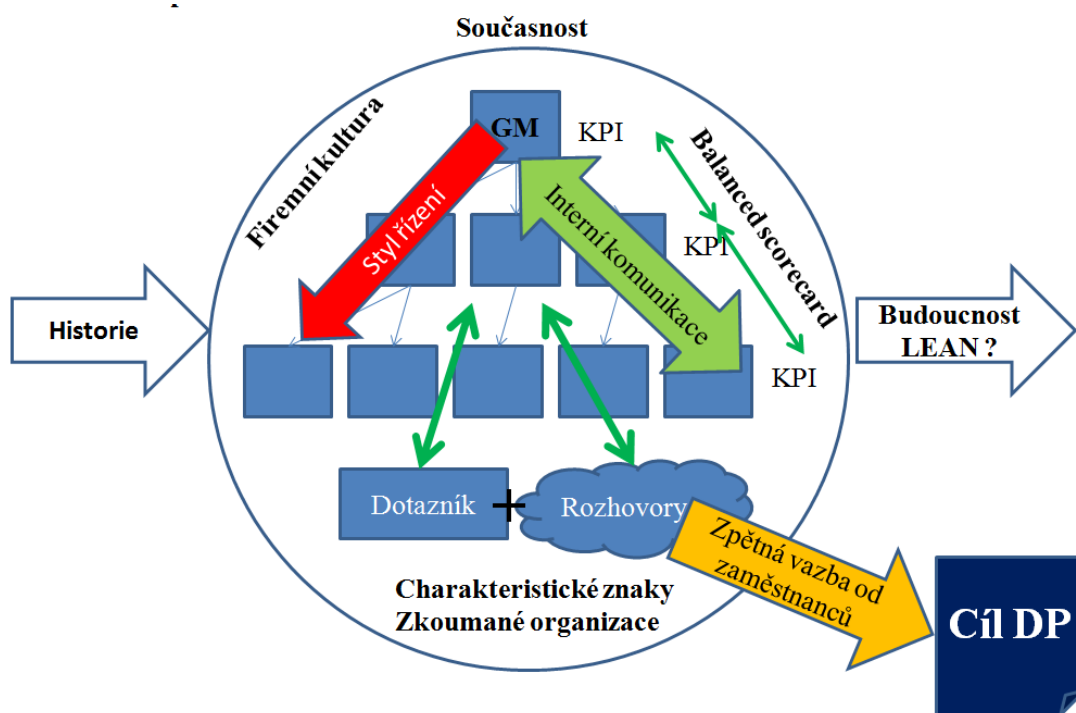 Současnost
Firemní kultura
GM
KPI
Balanced scorecard
Styl řízení
Interní komunikace
KPI
Historie
Budoucnost
LEAN ?
KPI
Dotazník
+
Rozhovory
Zpětná vazba od
zaměstnanců
Charakteristické znaky
Zkoumané organizace
Cíl DP